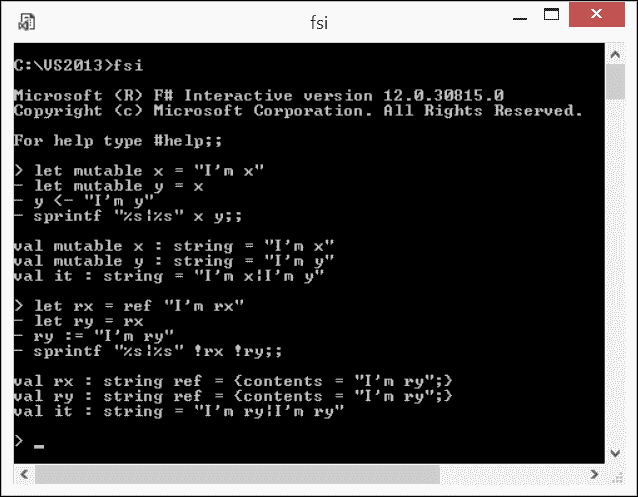 fsi
C:\VS2013>fsi
Microsoft (R) F# Interactive version 12.0.30815.0
Copyright (c) Microsoft Corporation. All Rights Reserved.
For help type #help;;
> let mutable x = "I'm x"
- let mutable y = x
- y <- "I'm y"
- sprintf "%s|%s" x y;;
val mutable x : string = "I'm x"
val mutable y : string = "I'm y"
val it : string = "I'm x|I'm y"
> let rx = ref "I'm rx"
- let ry = rx
- ry := "I'm ry"
- sprintf "%s|%s" !rx !ry;;
val rx : string ref = {contents = "I'm ry";}
val ry : string ref = {contents = "I'm ry";}
val it : string = "I'm ry|I'm ry"
> _